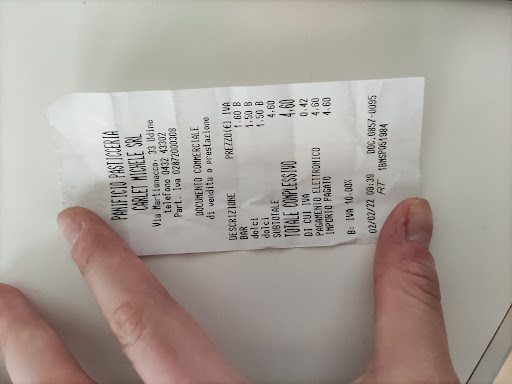 PANIFICIO PASTICCERIA
CARLET MICHELE SRL
Via Martignacco, 33 Udine
Telefono 0432 43302
Part. Iva 02872000308
DOCUMENTO COMMERCIALE
di vendita o prestazione
DESCRIZIONE PREZZO(€) IVA
BAR 1.60 B
dolci 1.50 B
dolci 1.50 B
SUBTOTALE 4.60
TOTALE COMPLESSIVO 4.60
DI CUI IVA 0.42
PAGAMENTO ELETTRONICO 4.60
IMPORTO PAGATO 4.60
B: IVA 10.00%
02/02/22 09:39 DOC.0857-0095
RT 18MSP051984